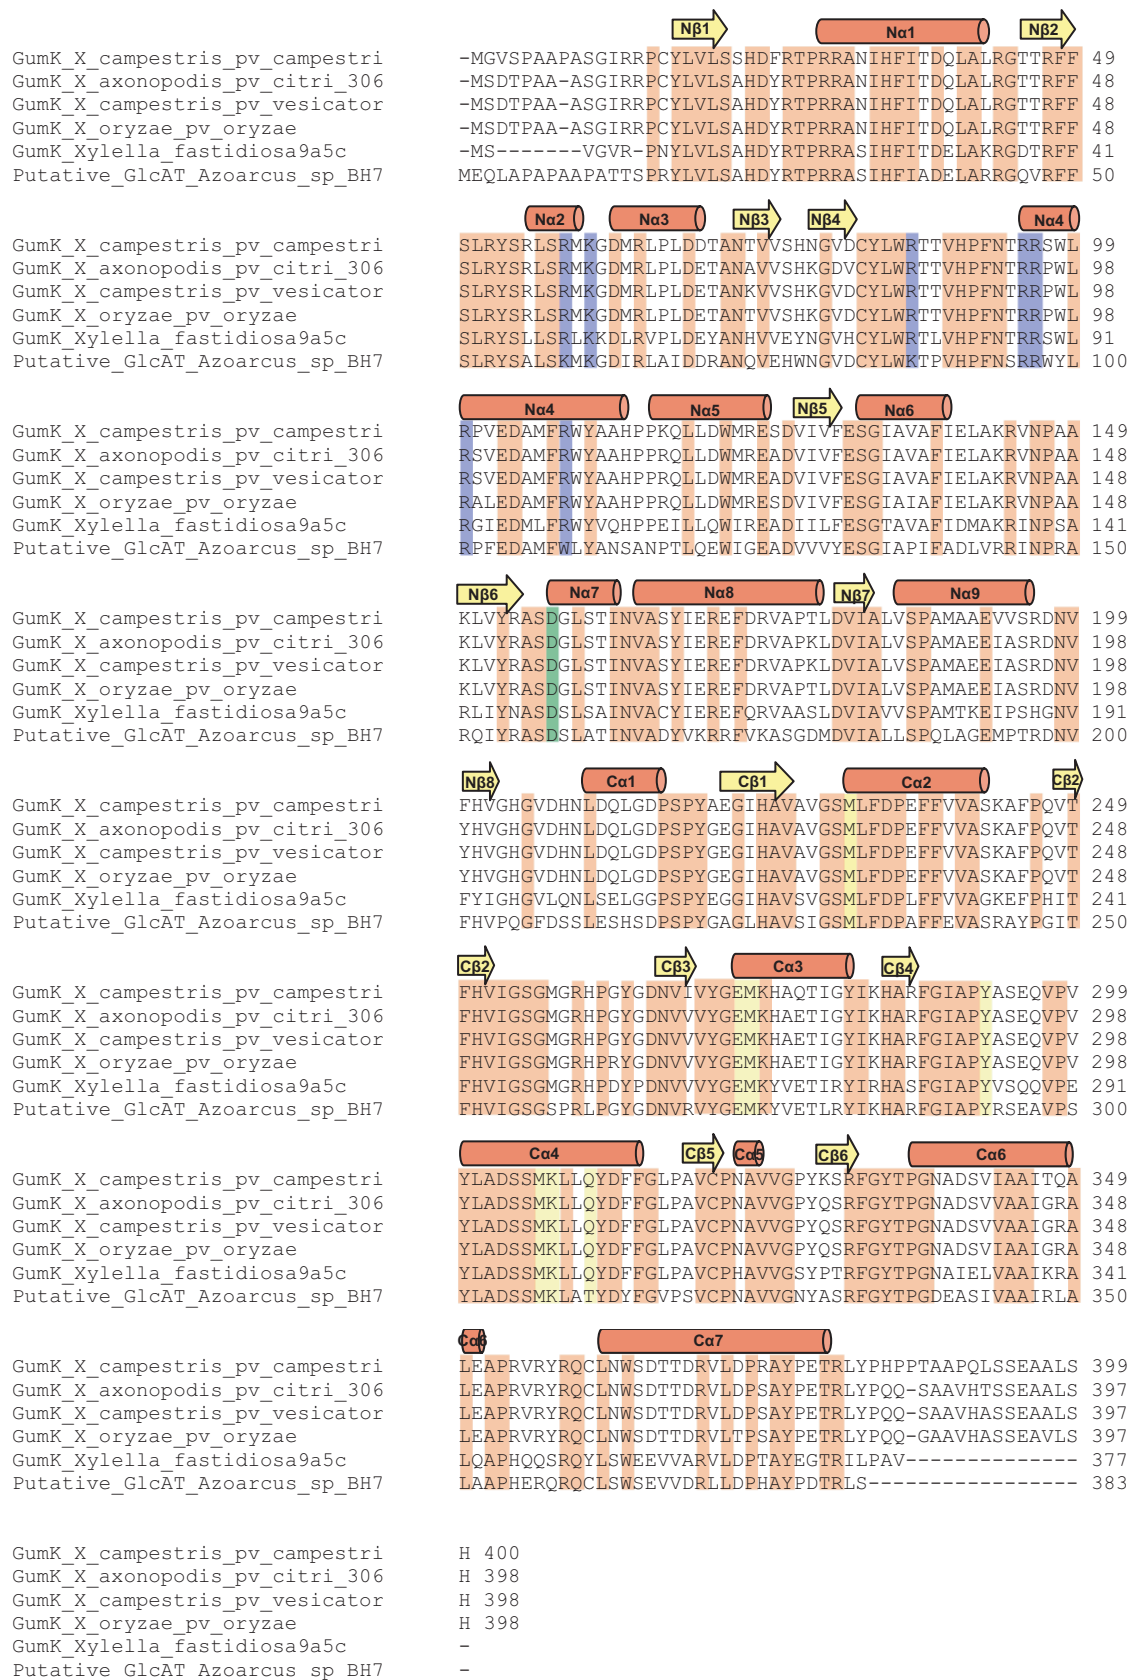 Nβ1 Nα1 Nβ2
GumK_X_campestris_pv_campestri -MGVSPAAPASGIRRPCYLVLSSHDFRTPRRANIHFITDQLALRGTTRFF 49
GumK_X_axonopodis_pv_citri_306 -MSDTPAA-ASGIRRPCYLVLSAHDYRTPRRANIHFITDQLALRGTTRFF 48
GumK_X_campestris_pv_vesicator -MSDTPAA-ASGIRRPCYLVLSAHDYRTPRRANIHFITDQLALRGTTRFF 48
GumK_X_oryzae_pv_oryzae -MSDTPAA-ASGIRRPCYLVLSAHDYRTPRRANIHFITDQLALRGTTRFF 48
GumK_Xylella_fastidiosa9a5c -MS-------VGVR-PNYLVLSAHDYRTPRRASIHFITDELAKRGDTRFF 41
Putative_GlcAT_Azoarcus_sp_BH7 MEQLAPAPAAPATTSPRYLVLSAHDYRTPRRASIHFIADELARRGQVRFF 50
Nα2 Nα3 Nβ3 Nβ4 Nα4
GumK_X_campestris_pv_campestri SLRYSRLSRMKGDMRLPLDDTANTVVSHNGVDCYLWRTTVHPFNTRRSWL 99
GumK_X_axonopodis_pv_citri_306 SLRYSRLSRMKGDMRLPLDETANAVVSHKGDVCYLWRTTVHPFNTRRPWL 98
GumK_X_campestris_pv_vesicator SLRYSRLSRMKGDMRLPLDETANKVVSHKGVDCYLWRTTVHPFNTRRPWL 98
GumK_X_oryzae_pv_oryzae SLRYSRLSRMKGDMRLPLDETANTVVSHNGVDCYLWRTTVHPFNTRRPWL 98
GumK_Xylella_fastidiosa9a5c SLRYSLLSRLKKDLRVPLDEYANHVVEYNGVHCYLWRTLVHPFNTRRSWL 91
Putative_GlcAT_Azoarcus_sp_BH7 SLRYSALSKMKGDIRLAIDDRANQVEHWNGVDCYLWKTPVHPFNSRRWYL 100
Nα4 Nα5 Nβ5 Nα6
GumK_X_campestris_pv_campestri RPVEDAMFRWYAAHPPKQLLDWMRESDVIVFESGIAVAFIELAKRVNPAA 149
GumK_X_axonopodis_pv_citri_306 RSVEDAMFRWYAAHPPRQLLDWMREADVIVFESGIAVAFIELAKRVNPAA 148
GumK_X_campestris_pv_vesicator RSVEDAMFRWYAAHPPRQLLDWMREADVIVFESGIAVAFIELAKRVNPAA 148
GumK_X_oryzae_pv_oryzae RALEDAMFRWYAAHPPRQLLDWMRESDVIVFESGIAIAFIELAKRVNPAA 148
GumK_Xylella_fastidiosa9a5c RGIEDMLFRWYVQHPPEILLQWIREADIILFESGTAVAFIDMAKRINPSA 141
Putative_GlcAT_Azoarcus_sp_BH7 RPFEDAMFWLYANSANPTLQEWIGEADVVVYESGIAPIFADLVRRINPRA 150
Nβ6 Nα7 Nα8 Nβ7 Nα9
GumK_X_campestris_pv_campestri KLVYRASDGLSTINVASYIEREFDRVAPTLDVIALVSPAMAAEVVSRDNV 199
GumK_X_axonopodis_pv_citri_306 KLVYRASDGLSTINVASYIEREFDRVAPKLDVIALVSPAMAEEIASRDNV 198
GumK_X_campestris_pv_vesicator KLVYRASDGLSTINVASYIEREFDRVAPKLDVIALVSPAMAEEIASRDNV 198
GumK_X_oryzae_pv_oryzae KLVYRASDGLSTINVASYIEREFDRVAPTLDVIALVSPAMAEEIASRDNV 198
GumK_Xylella_fastidiosa9a5c RLIYNASDSLSAINVACYIEREFQRVAASLDVIAVVSPAMTKEIPSHGNV 191
Putative_GlcAT_Azoarcus_sp_BH7 RQIYRASDSLATINVADYVKRRFVKASGDMDVIALLSPQLAGEMPTRDNV 200
Nβ8 Cα1 Cβ1 Cα2 Cβ2
GumK_X_campestris_pv_campestri FHVGHGVDHNLDQLGDPSPYAEGIHAVAVGSMLFDPEFFVVASKAFPQVT 249
GumK_X_axonopodis_pv_citri_306 YHVGHGVDHNLDQLGDPSPYGEGIHAVAVGSMLFDPEFFVVASKAFPQVT 248
GumK_X_campestris_pv_vesicator YHVGHGVDHNLDQLGDPSPYGEGIHAVAVGSMLFDPEFFVVASKAFPQVT 248
GumK_X_oryzae_pv_oryzae YHVGHGVDHNLDQLGDPSPYGEGIHAVAVGSMLFDPEFFVVASKAFPQVT 248
GumK_Xylella_fastidiosa9a5c FYIGHGVLQNLSELGGPSPYEGGIHAVSVGSMLFDPLFFVVAGKEFPHIT 241
Putative_GlcAT_Azoarcus_sp_BH7 FHVPQGFDSSLESHSDPSPYGAGLHAVSIGSMLFDPAFFEVASRAYPGIT 250
Cβ2 Cβ3 Cα3 Cβ4
GumK_X_campestris_pv_campestri FHVIGSGMGRHPGYGDNVIVYGEMKHAQTIGYIKHARFGIAPYASEQVPV 299
GumK_X_axonopodis_pv_citri_306 FHVIGSGMGRHPGYGDNVVVYGEMKHAETIGYIKHARFGIAPYASEQVPV 298
GumK_X_campestris_pv_vesicator FHVIGSGMGRHPGYGDNVVVYGEMKHAETIGYIKHARFGIAPYASEQVPV 298
GumK_X_oryzae_pv_oryzae FHVIGSGMGRHPRYGDNVVVYGEMKHAETIGYIKHARFGIAPYASEQVPV 298
GumK_Xylella_fastidiosa9a5c FHVIGSGMGRHPDYPDNVVVYGEMKYVETIRYIRHASFGIAPYVSQQVPE 291
Putative_GlcAT_Azoarcus_sp_BH7 FHVIGSGSPRLPGYGDNVRVYGEMKYVETLRYIKHARFGIAPYRSEAVPS 300
Cα4 Cβ5 Cα5 Cβ6 Cα6
GumK_X_campestris_pv_campestri YLADSSMKLLQYDFFGLPAVCPNAVVGPYKSRFGYTPGNADSVIAAITQA 349
GumK_X_axonopodis_pv_citri_306 YLADSSMKLLQYDFFGLPAVCPNAVVGPYQSRFGYTPGNADSVIAAIGRA 348
GumK_X_campestris_pv_vesicator YLADSSMKLLQYDFFGLPAVCPNAVVGPYQSRFGYTPGNADSVVAAIGRA 348
GumK_X_oryzae_pv_oryzae YLADSSMKLLQYDFFGLPAVCPNAVVGPYQSRFGYTPGNADSVIAAIGRA 348
GumK_Xylella_fastidiosa9a5c YLADSSMKLLQYDFFGLPAVCPHAVVGSYPTRFGYTPGNAIELVAAIKRA 341
Putative_GlcAT_Azoarcus_sp_BH7 YLADSSMKLATYDYFGVPSVCPNAVVGNYASRFGYTPGDEASIVAAIRLA 350
Cα6 Cα7
GumK_X_campestris_pv_campestri LEAPRVRYRQCLNWSDTTDRVLDPRAYPETRLYPHPPTAAPQLSSEAALS 399
GumK_X_axonopodis_pv_citri_306 LEAPRVRYRQCLNWSDTTDRVLDPSAYPETRLYPQQ-SAAVHTSSEAALS 397
GumK_X_campestris_pv_vesicator LEAPRVRYRQCLNWSDTTDRVLDPSAYPETRLYPQQ-SAAVHASSEAALS 397
GumK_X_oryzae_pv_oryzae LEAPRVRYRQCLNWSDTTDRVLTPSAYPETRLYPQQ-GAAVHASSEAVLS 397
GumK_Xylella_fastidiosa9a5c LQAPHQQSRQYLSWEEVVARVLDPTAYEGTRILPAV-------------- 377
Putative_GlcAT_Azoarcus_sp_BH7 LAAPHERQRQCLSWSEVVDRLLDPHAYPDTRLS----------------- 383
GumK_X_campestris_pv_campestri H 400
GumK_X_axonopodis_pv_citri_306 H 398
GumK_X_campestris_pv_vesicator H 398
GumK_X_oryzae_pv_oryzae H 398
GumK_Xylella_fastidiosa9a5c -
Putative_GlcAT_Azoarcus_sp_BH7 -